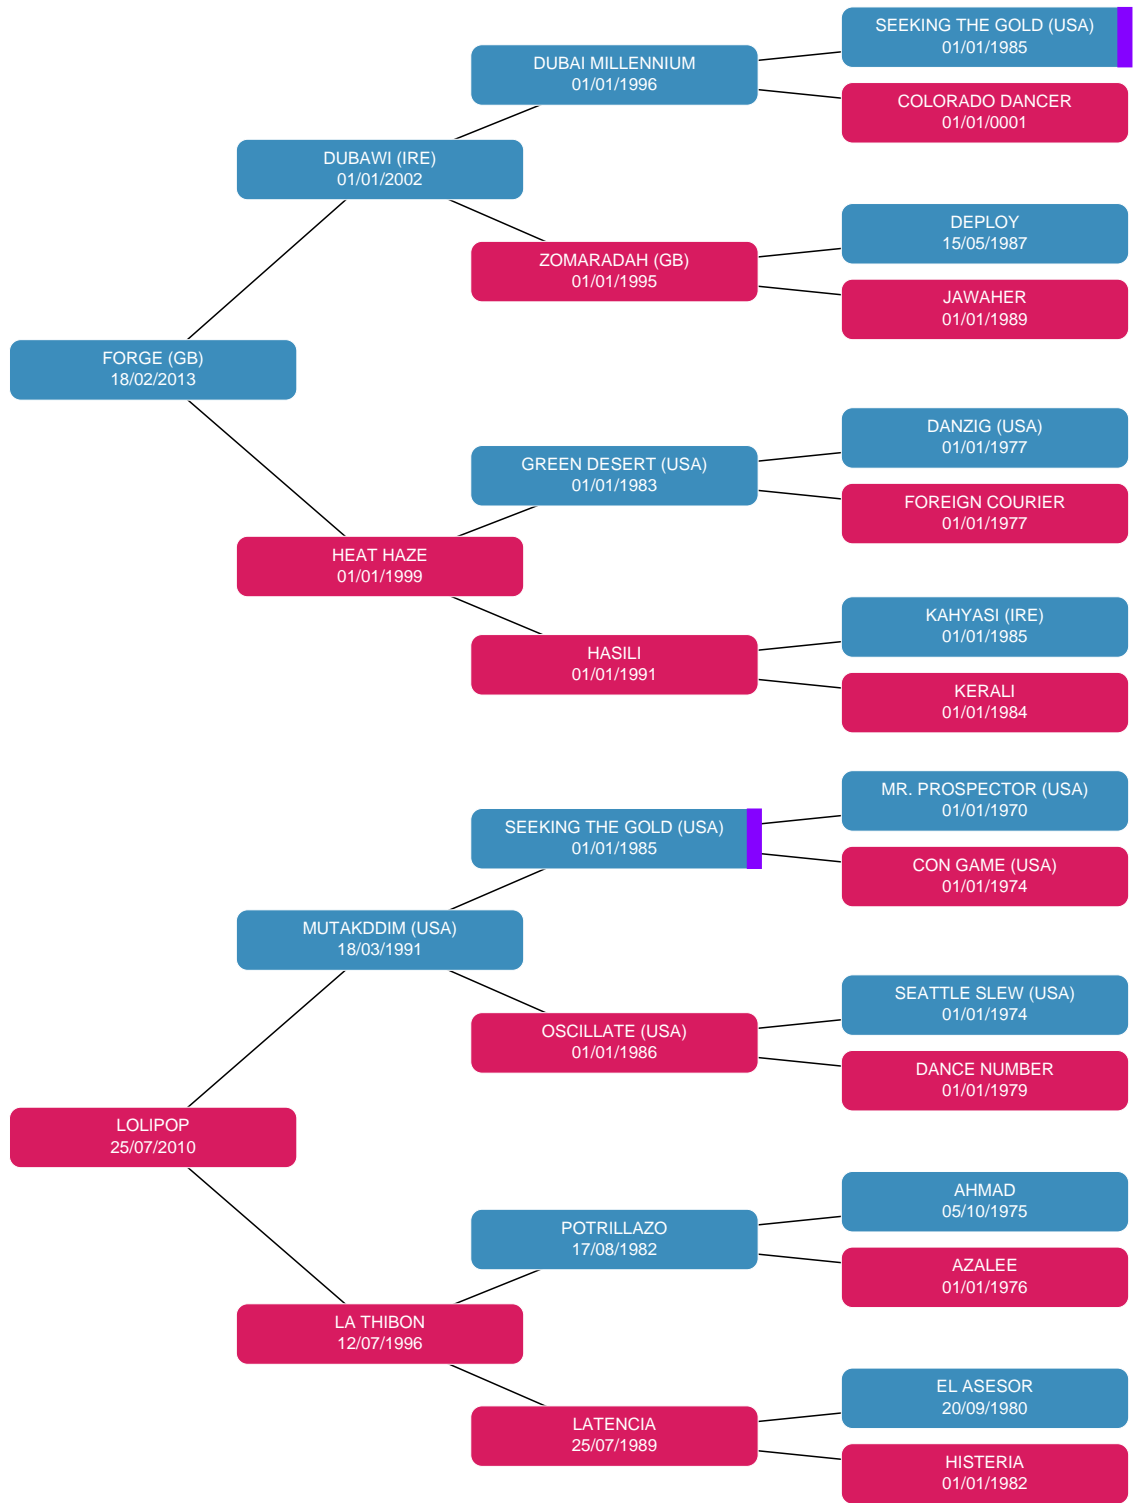 SEEKING THE GOLD (USA)
01/01/1985
DUBAI MILLENNIUM
01/01/1996
COLORADO DANCER
01/01/0001
DUBAWI (IRE)
01/01/2002
DEPLOY
15/05/1987
ZOMARADAH (GB)
01/01/1995
JAWAHER
01/01/1989
FORGE (GB)
18/02/2013
DANZIG (USA)
01/01/1977
GREEN DESERT (USA)
01/01/1983
FOREIGN COURIER
01/01/1977
HEAT HAZE
01/01/1999
KAHYASI (IRE)
01/01/1985
HASILI
01/01/1991
KERALI
01/01/1984
MR. PROSPECTOR (USA)
01/01/1970
SEEKING THE GOLD (USA)
01/01/1985
CON GAME (USA)
01/01/1974
MUTAKDDIM (USA)
18/03/1991
SEATTLE SLEW (USA)
01/01/1974
OSCILLATE (USA)
01/01/1986
DANCE NUMBER
01/01/1979
LOLIPOP
25/07/2010
AHMAD
05/10/1975
POTRILLAZO
17/08/1982
AZALEE
01/01/1976
LA THIBON
12/07/1996
EL ASESOR
20/09/1980
LATENCIA
25/07/1989
HISTERIA
01/01/1982